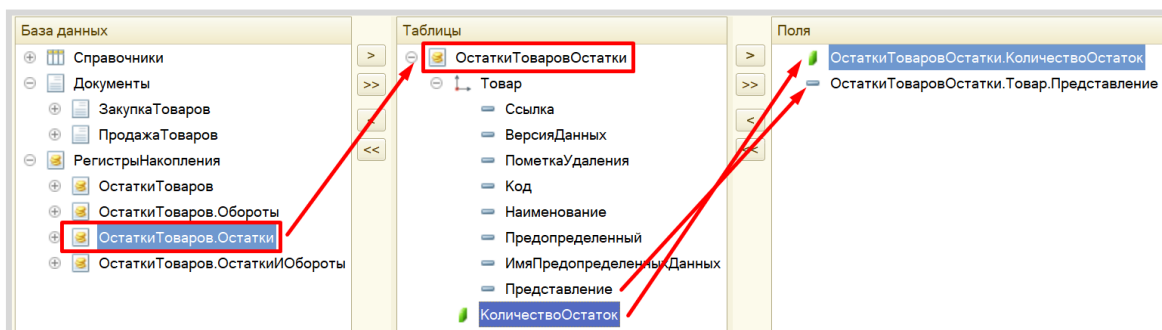 База данных
Справочники
Документы
ЗакупкаТоваров
ПродажаТоваров
РегистрыНакопления
ОстаткиТоваров
ОстаткиТоваров.Обороты
ОстаткиТоваров.Остатки
ОстаткиТоваров.ОстаткиИОбороты
>
>>
<
<<
Таблицы
ОстаткиТоваровОстатки
Товар
Ссылка
ВерсияДанных
ПометкаУдаления
Код
Наименование
Предопределенный
ИмяПредопределенныхДанных
Представление
КоличествоОстаток
>
>>
<
<<
Поля
ОстаткиТоваровОстатки.КоличествоОстаток
ОстаткиТоваровОстатки.Товар.Представление